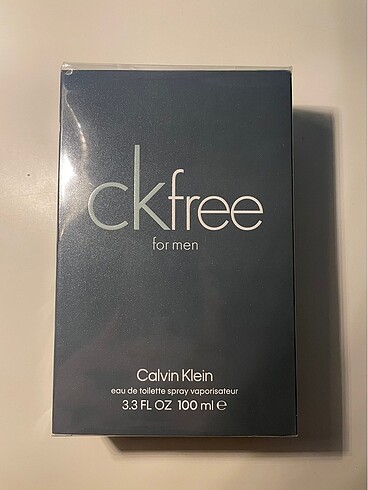 ckfree
for men
Calvin Klein
eau de toilette spray vaporisateur
3.3 FL OZ 100 ml ℮